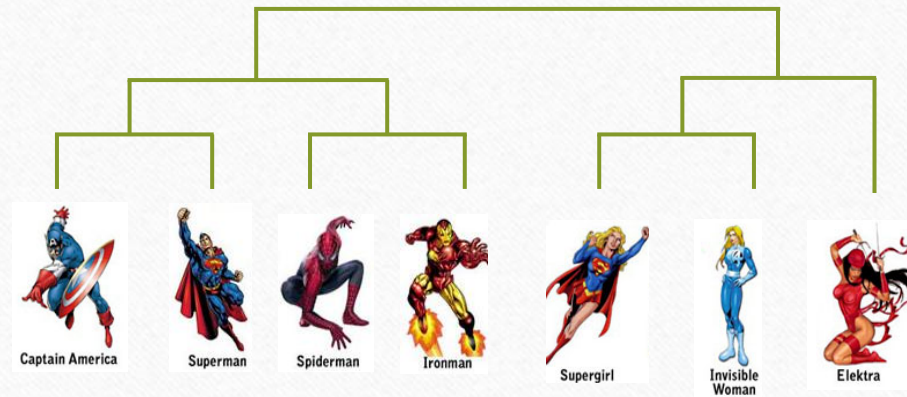 Captain America
Superman
Spiderman
Ironman
Supergirl
Invisible
Woman
Elektra